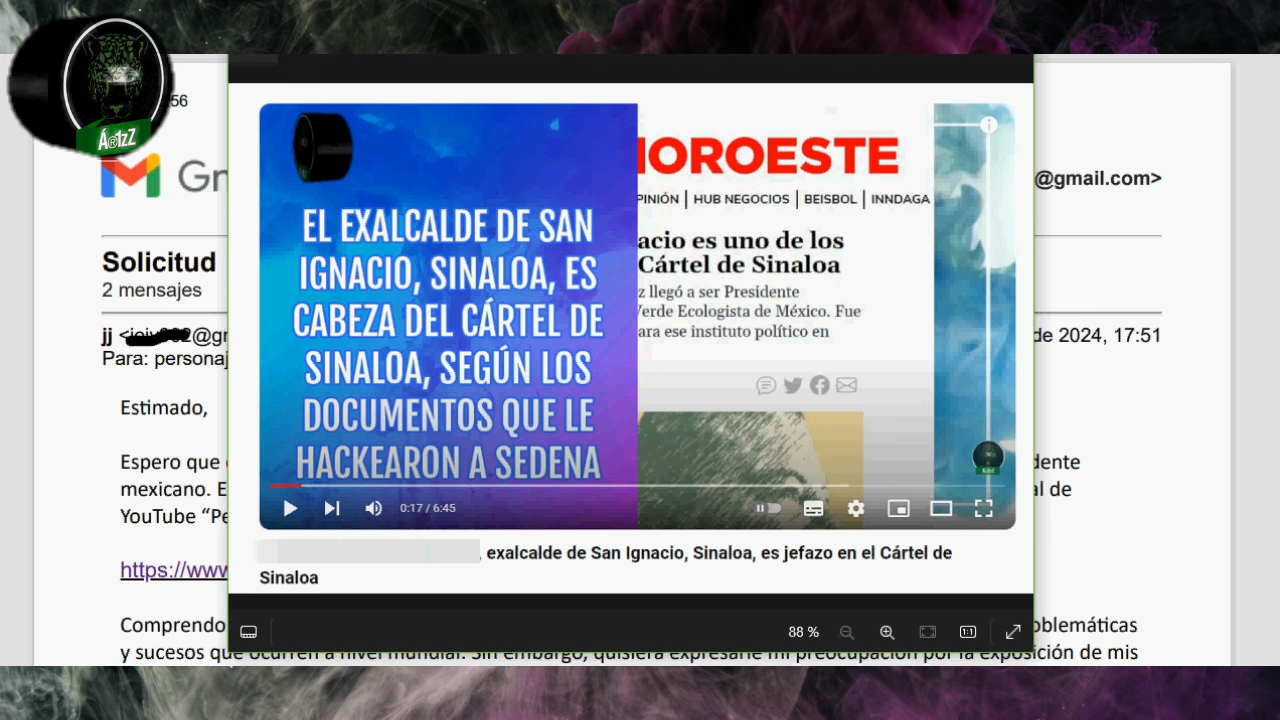 Á®1zZ
56
Gn
@gmail.com>
Solicitud
2 mensajes
jj <
@gr
de 2024, 17:51
Para: personaj
Estimado,
Espero que
dente
mexicano. E
al de
YouTube “Pe
https://www
Comprendo
oblemáticas
y sucesos que ocurren a nivel mundial. Sin embargo, quisiera expresarle mi preocupación por la exposición de mis
EL EXALCALDE DE SAN
IGNACIO, SINALOA, ES
CABEZA DEL CÁRTEL DE
SINALOA, SEGÚN LOS
DOCUMENTOS QUE LE
HACKEARON A SEDENA
NOROESTE
PINIÓN | HUB NEGOCIOS | BEISBOL | INNDAGA
acio es uno de los
Cártel de Sinaloa
z llegó a ser Presidente
Verde Ecologista de México. Fue
ara ese instituto político en
0:17 / 6:45
, exalcalde de San Ignacio, Sinaloa, es jefazo en el Cártel de
Sinaloa
88 %
1:1